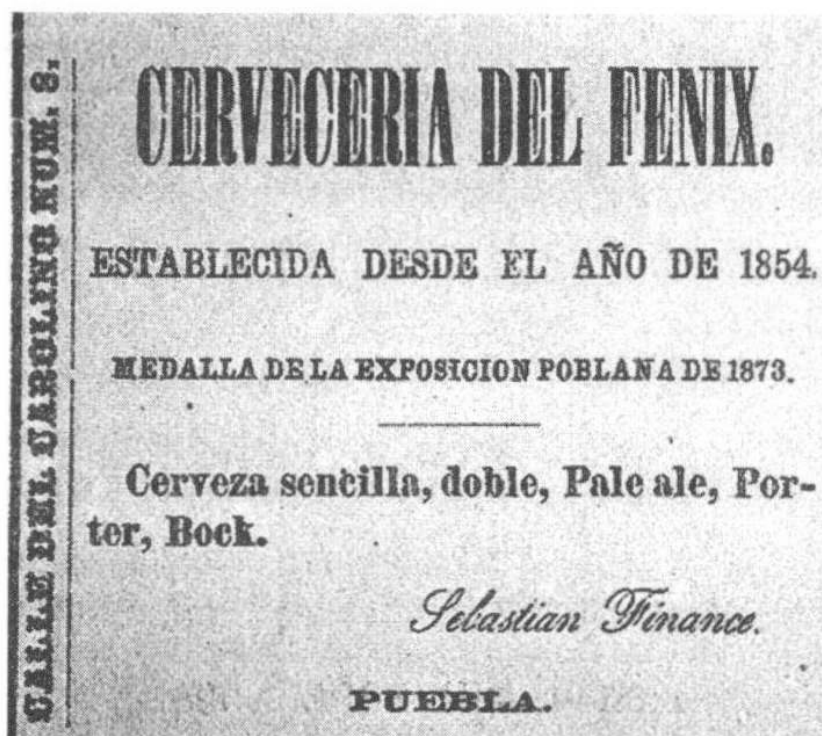 CALLE DEL CAROLINO NUM. 8.
CERVECERIA DEL FENIX.
ESTABLECIDA DESDE EL AÑO DE 1854.
MEDALLA DE LA EXPOSICION POBLANA DE 1873.
Cerveza sencilla, doble, Pale ale, Por-
ter, Bock.
Sebastian Finance.
PUEBLA.